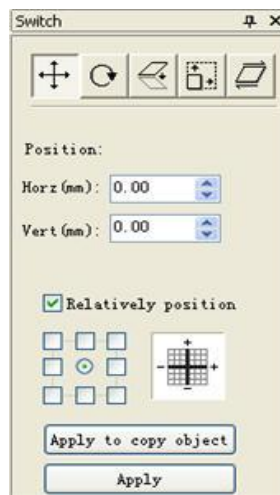 Switch
Position:
Horz(mm): 0.00
Vert(mm): 0.00
Relatively position
Apply to copy object
Apply